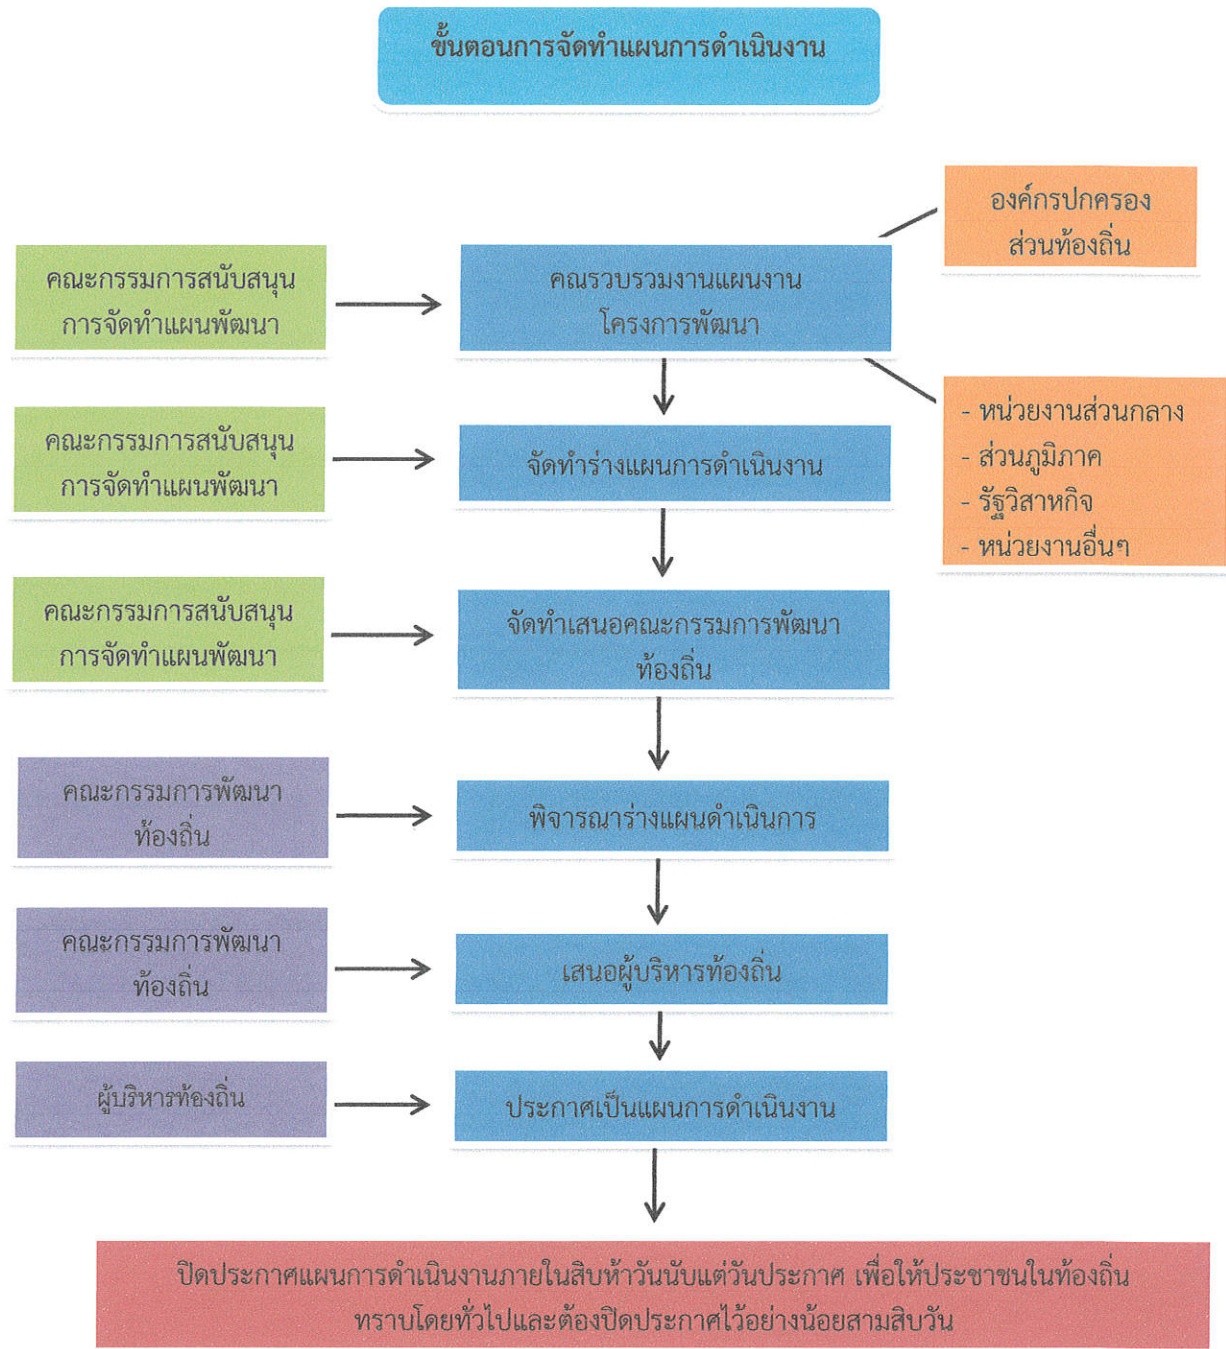 ขั้นตอนการจัดทำแผนการดำเนินงาน
องค์กรปกครอง
ส่วนท้องถิ่น
คณะกรรมการสนับสนุน
การจัดทำแผนพัฒนา
คณรวบรวมงานแผนงาน
โครงการพัฒนา
- หน่วยงานส่วนกลาง
- ส่วนภูมิภาค
- รัฐวิสาหกิจ
- หน่วยงานอื่นๆ
คณะกรรมการสนับสนุน
การจัดทำแผนพัฒนา
จัดทำร่างแผนการดำเนินงาน
คณะกรรมการสนับสนุน
การจัดทำแผนพัฒนา
จัดทำเสนอคณะกรรมการพัฒนา
ท้องถิ่น
คณะกรรมการพัฒนา
ท้องถิ่น
พิจารณาร่างแผนดำเนินการ
คณะกรรมการพัฒนา
ท้องถิ่น
เสนอผู้บริหารท้องถิ่น
ผู้บริหารท้องถิ่น
ประกาศเป็นแผนการดำเนินงาน
ปิดประกาศแผนการดำเนินงานภายในสิบห้าวันนับแต่วันประกาศ เพื่อให้ประชาชนในท้องถิ่น
ทราบโดยทั่วไปและต้องปิดประกาศไว้อย่างน้อยสามสิบวัน